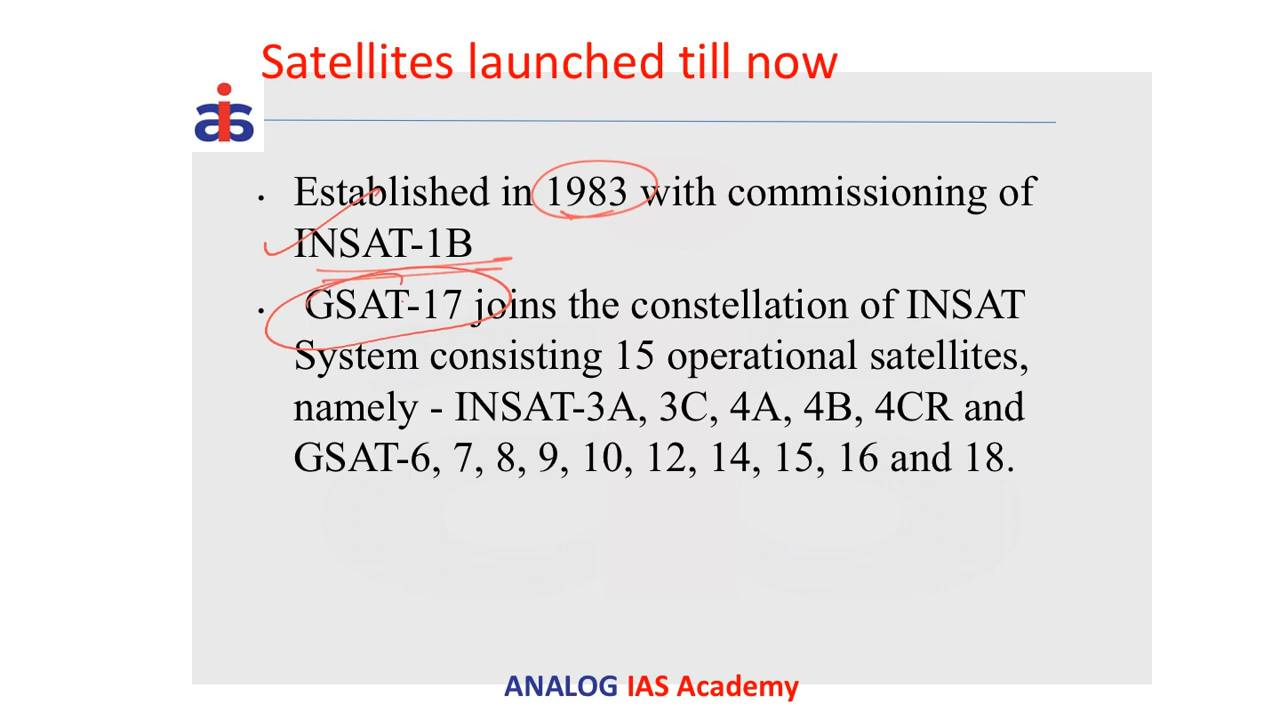 Satellites launched till now
ais
• Established in 1983 with commissioning of
INSAT-1B
• GSAT-17 joins the constellation of INSAT
System consisting 15 operational satellites,
namely - INSAT-3A, 3C, 4A, 4B, 4CR and
GSAT-6, 7, 8, 9, 10, 12, 14, 15, 16 and 18.
ANALOG IAS Academy